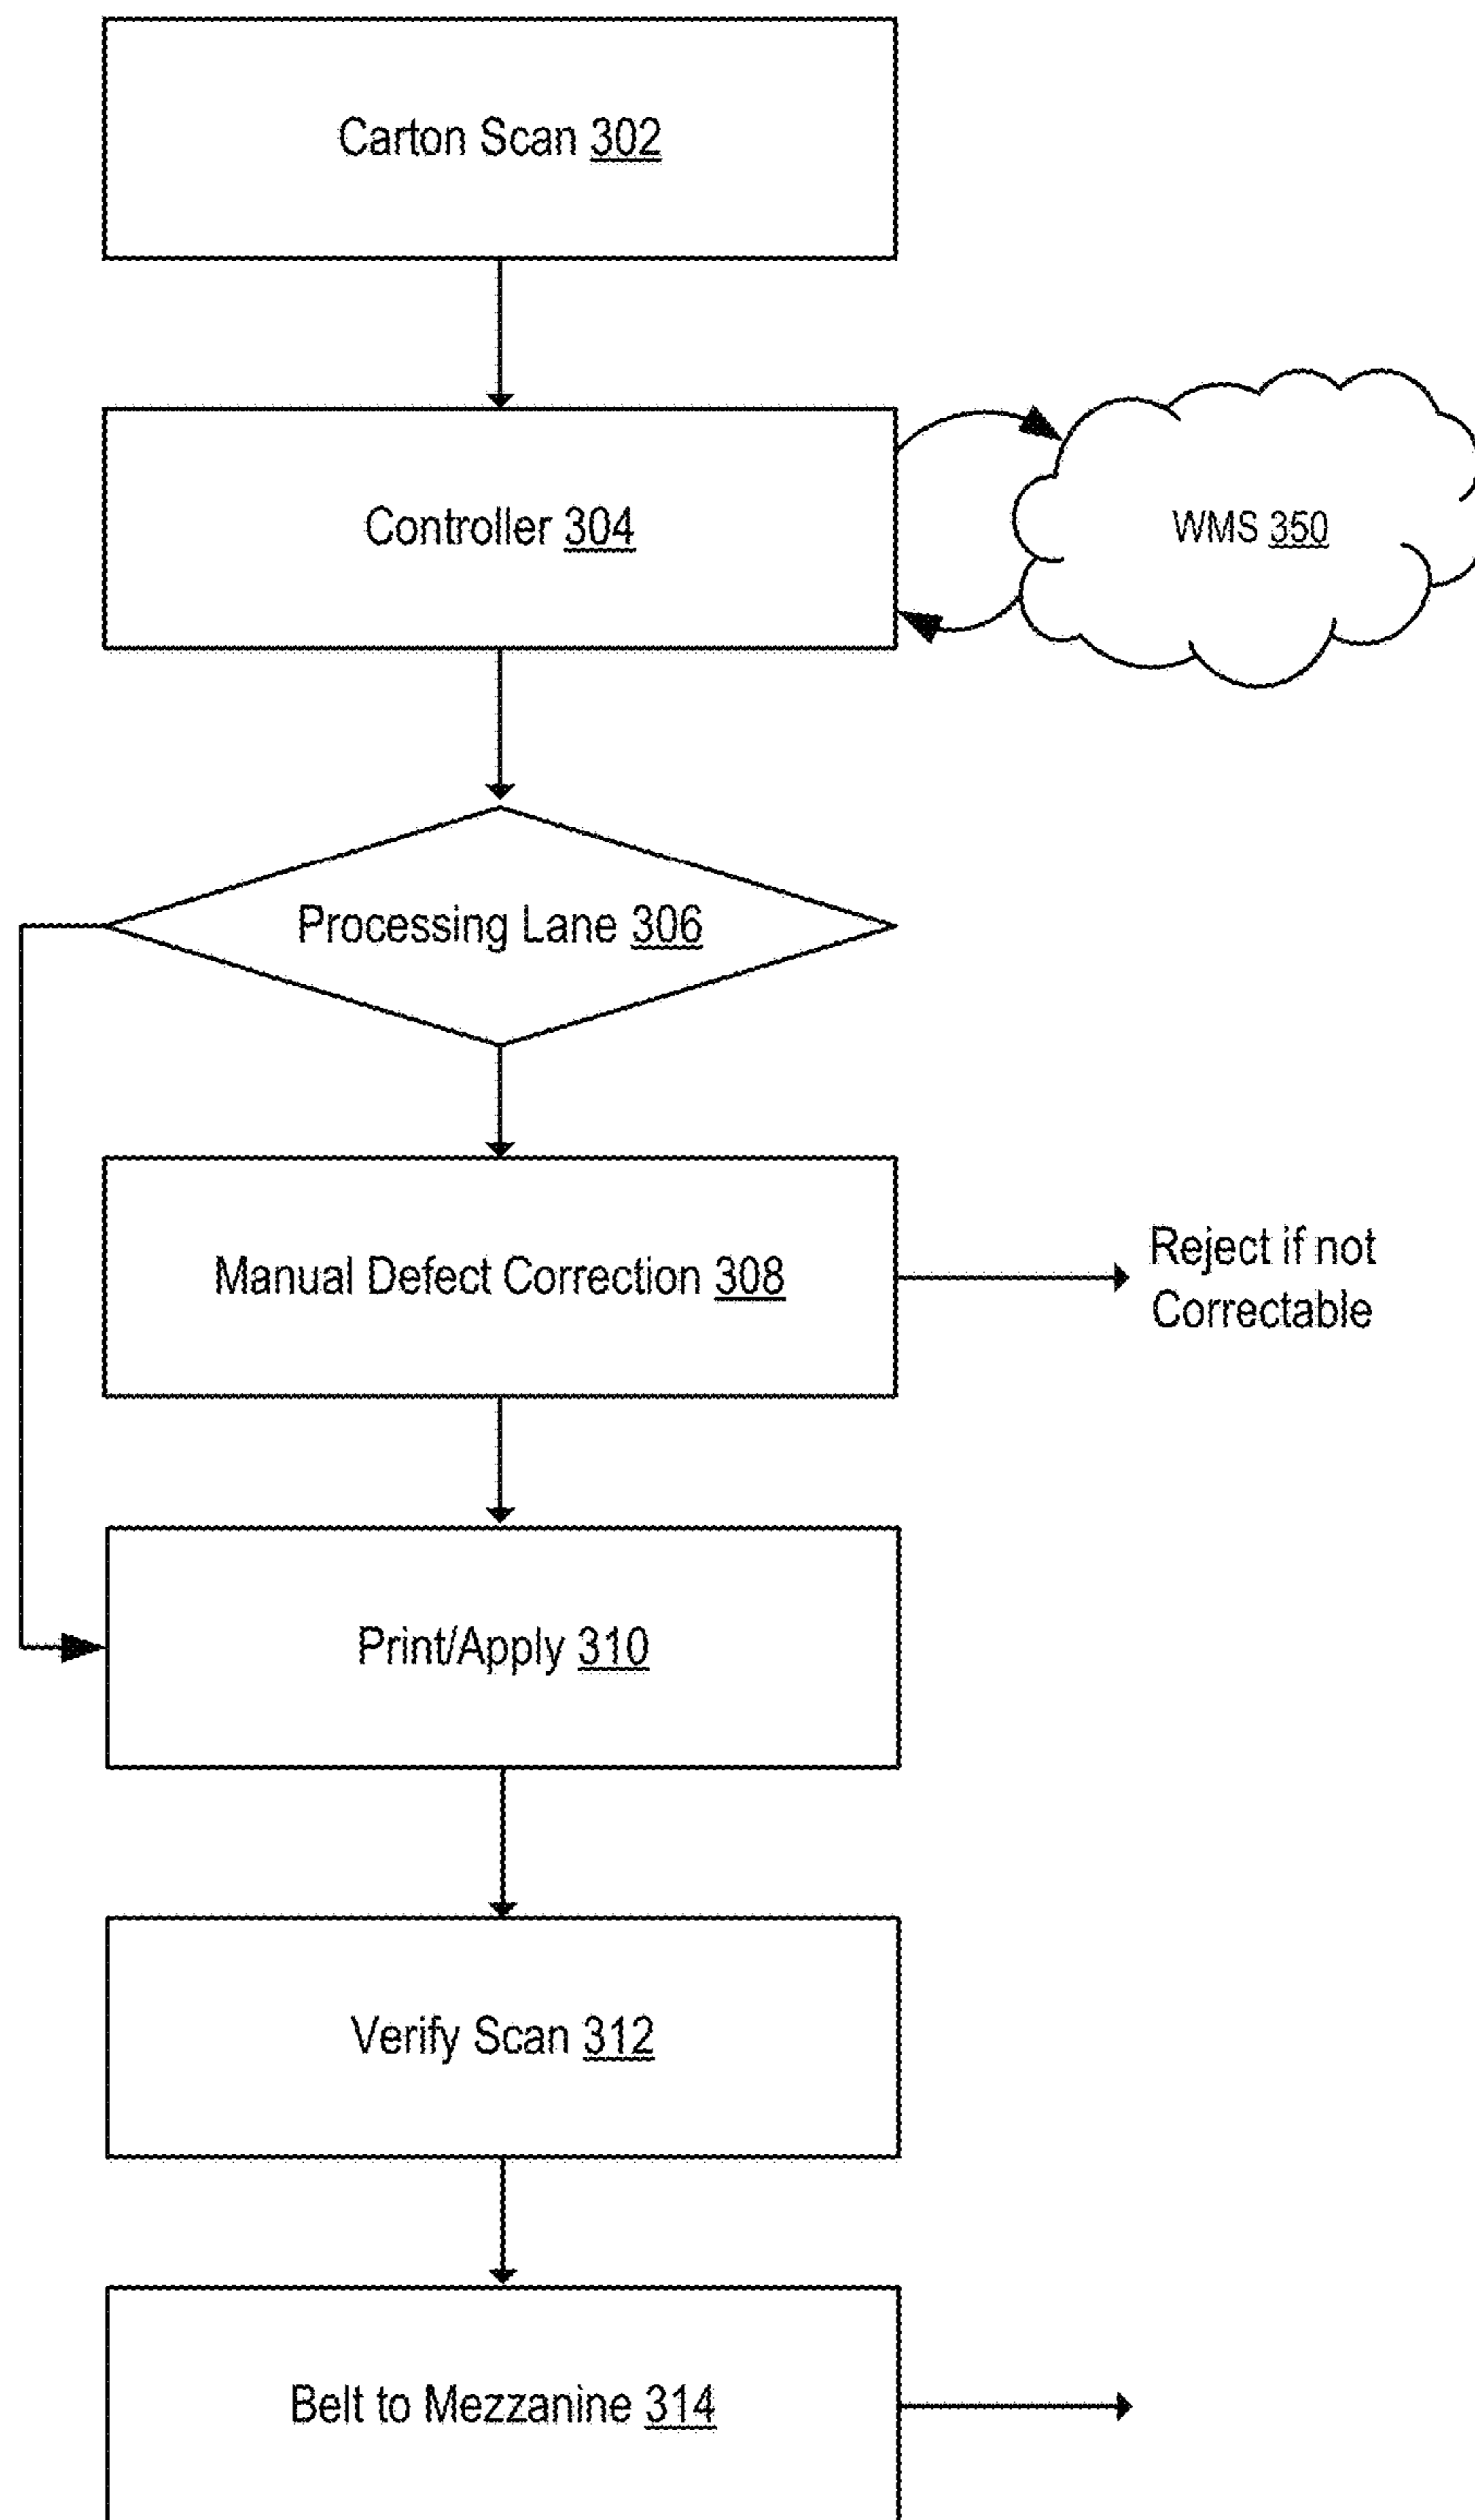 Carton Scan 302
Controller 304
WMS 350
Processing Lane 306
Manual Defect Correction 308
Reject if not
Correctable
Print/Apply 310
Verify Scan 312
Belt to Mezzanine 314